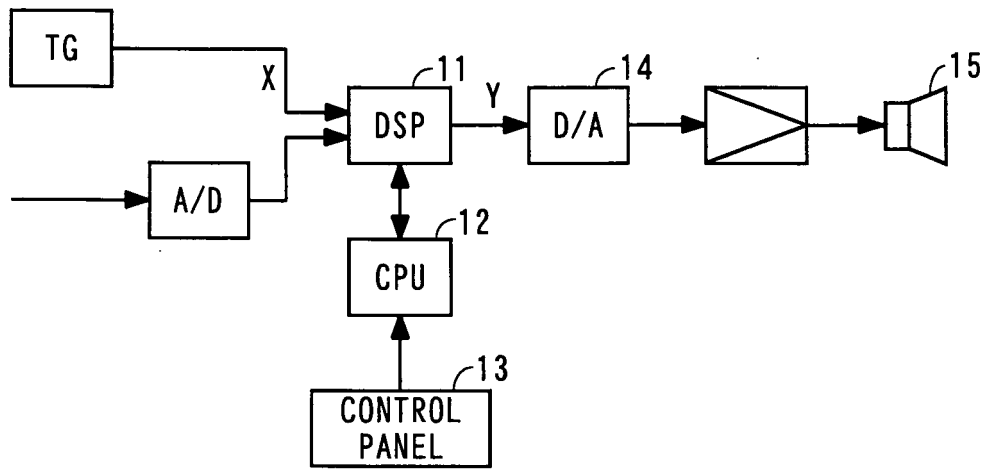 TG
X
11
DSP
Y
14
D/A
15
A/D
12
CPU
13
CONTROL
PANEL